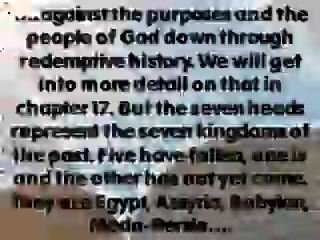 ...against the purposes and the
people of God down through
redemptive history. We will get
into more detail on that in
chapter 17. But the seven heads
represent the seven kingdoms of
the past. Five have fallen, one is
and the other has not yet come.
They are Egypt, Assyria, Babylon,
Medo-Persia....